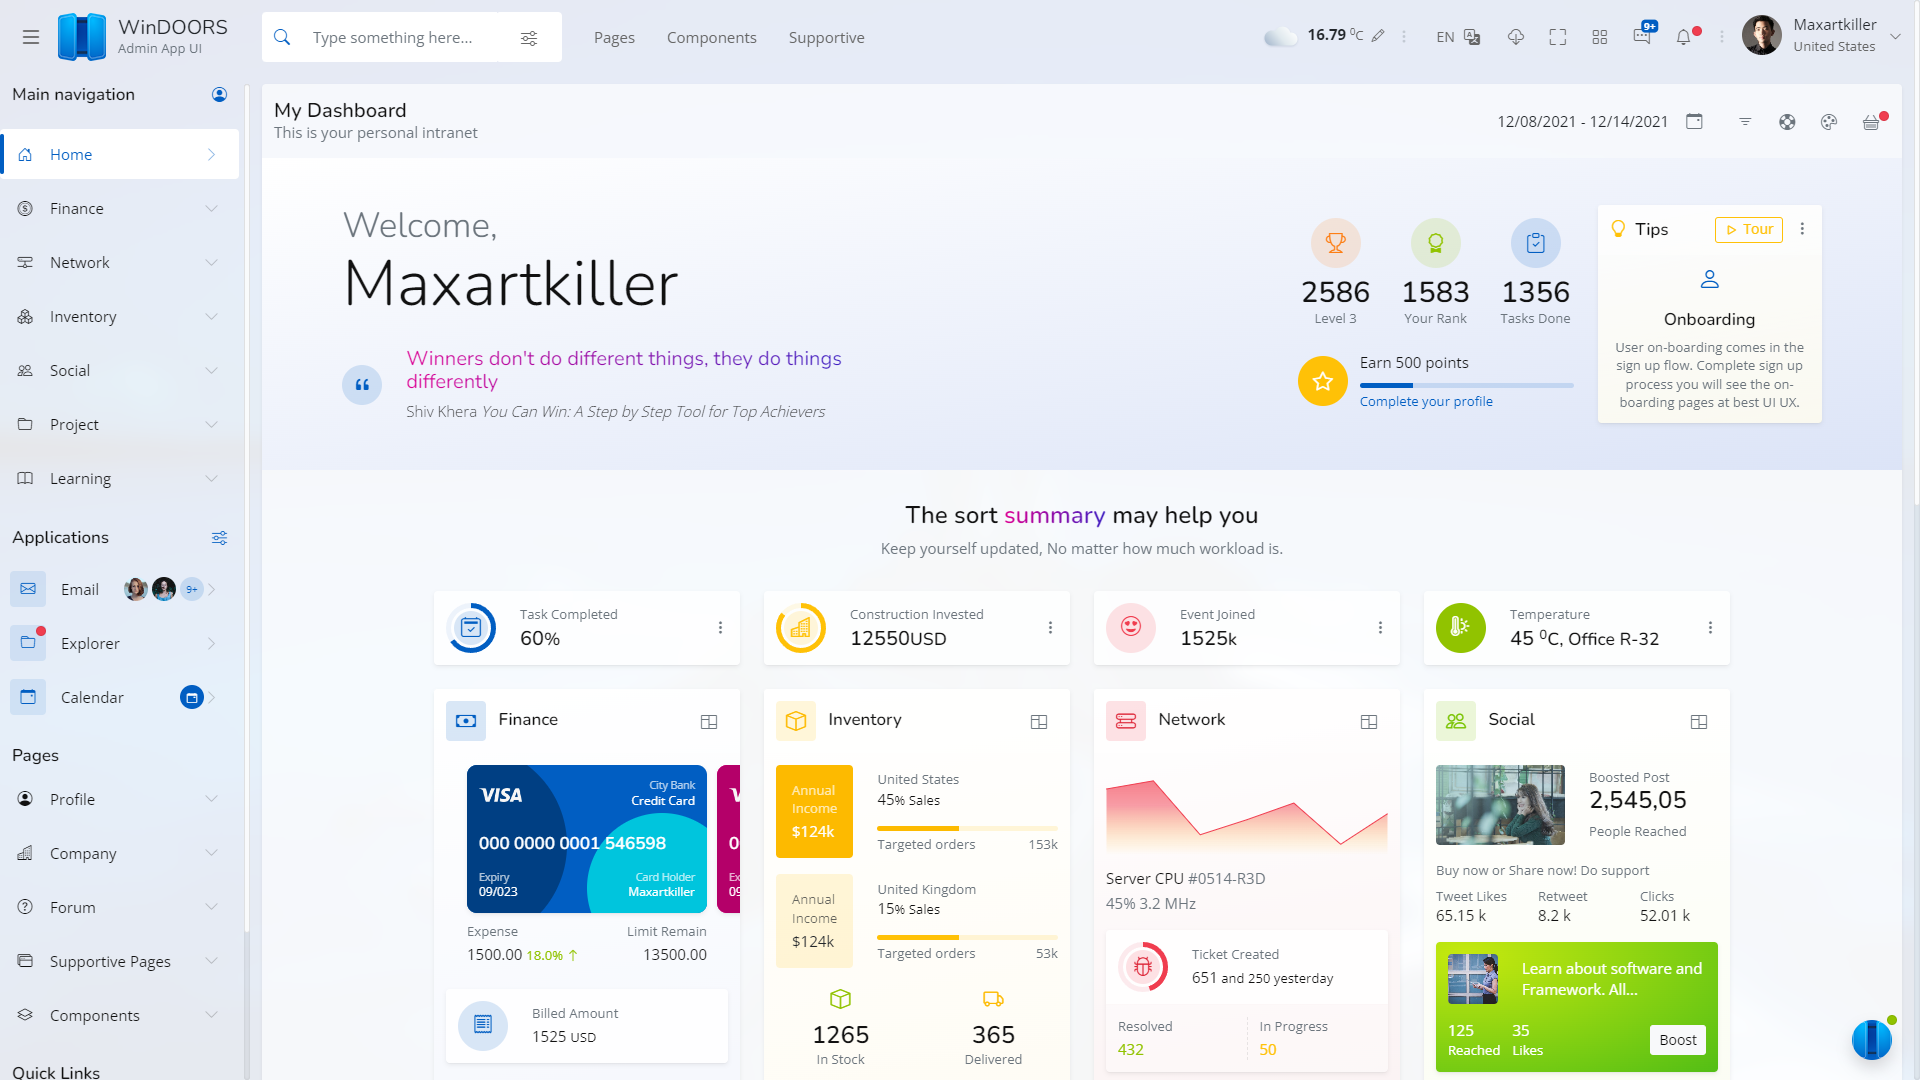 WinDOORS
Admin App UI
Type something here...
Pages
Components
Supportive
16.79 ⁰C
EN
9+
Maxartkiller
United States
Main navigation
Home
Finance
Network
Inventory
Social
Project
Learning
Applications
Email
9+
Explorer
Calendar
Pages
Profile
Company
Forum
Supportive Pages
Components
Quick Links
My Dashboard
This is your personal intranet
12/08/2021 - 12/14/2021
Welcome,
Maxartkiller
Winners don't do different things, they do things
differently
Shiv Khera You Can Win: A Step by Step Tool for Top Achievers
2586
Level 3
1583
Your Rank
1356
Tasks Done
Earn 500 points
Complete your profile
Tips
Tour
Onboarding
User on-boarding comes in the
sign up flow. Complete sign up
process you will see the on-
boarding pages at best UI UX.
The sort summary may help you
Keep yourself updated, No matter how much workload is.
Task Completed
60%
Construction Invested
12550USD
Event Joined
1525k
Temperature
45 ⁰C, Office R-32
Finance
VISA
City Bank
Credit Card
000 0000 0001 546598
Expiry
09/023
Card Holder
Maxartkiller
Expense
1500.00 18.0% ↑
Limit Remain
13500.00
Billed Amount
1525 USD
Inventory
Annual
Income
$124k
United States
45% Sales
Targeted orders
153k
Annual
Income
$124k
United Kingdom
15% Sales
Targeted orders
53k
1265
In Stock
365
Delivered
Network
Server CPU #0514-R3D
45% 3.2 MHz
Ticket Created
651 and 250 yesterday
Resolved
432
In Progress
50
Social
Boosted Post
2,545,05
People Reached
Buy now or Share now! Do support
Tweet Likes
65.15 k
Retweet
8.2 k
Clicks
52.01 k
Learn about software and
Framework. All...
125
Reached
35
Likes
Boost